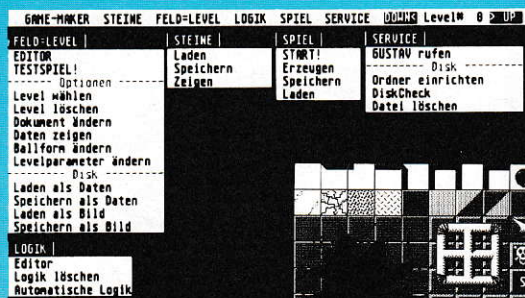 GAME-MAKER STEINE FELD=LEVEL LOGIK SPIEL SERVICE DOWN Level# 0 UP
FELD=LEVEL
EDITOR
TESTSPIEL!
Optionen
Level wählen
Level löschen
Dokument ändern
Daten zeigen
Ballform ändern
Levelparameter ändern
Disk
Laden als Daten
Speichern als Daten
Laden als Bild
Speichern als Bild
LOGIK
Editor
Logik löschen
Automatische Logik
STEINE
Laden
Speichern
Zeigen
SPIEL
START!
Erzeugen
Speichern
Laden
SERVICE
GUSTAV rufen
Disk
Ordner einrichten
DiskCheck
Datei löschen